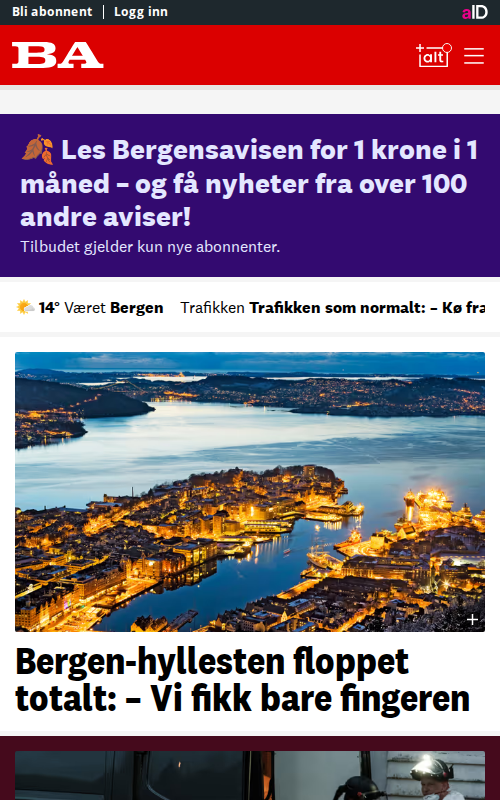 Bli abonnent | Logg inn
aID
BA
+alt
Les Bergensavisen for 1 krone i 1
måned – og få nyheter fra over 100
andre aviser!
Tilbudet gjelder kun nye abonnenter.
14° Været Bergen Trafikken Trafikken som normalt: – Kø fra
Bergen-hyllesten floppet
totalt: – Vi fikk bare fingeren